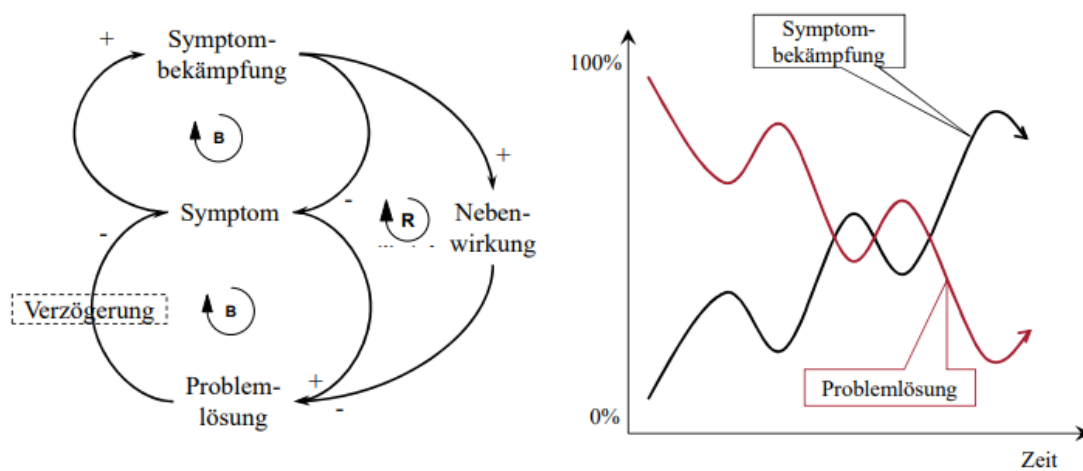 +
Symptom-
bekämpfung
B
+
Symptom
-
-
R
Neben-
wirkung
Verzögerung
B
Problem-
lösung
+
-
100%
Symptom-
bekämpfung
Problemlösung
0%
Zeit